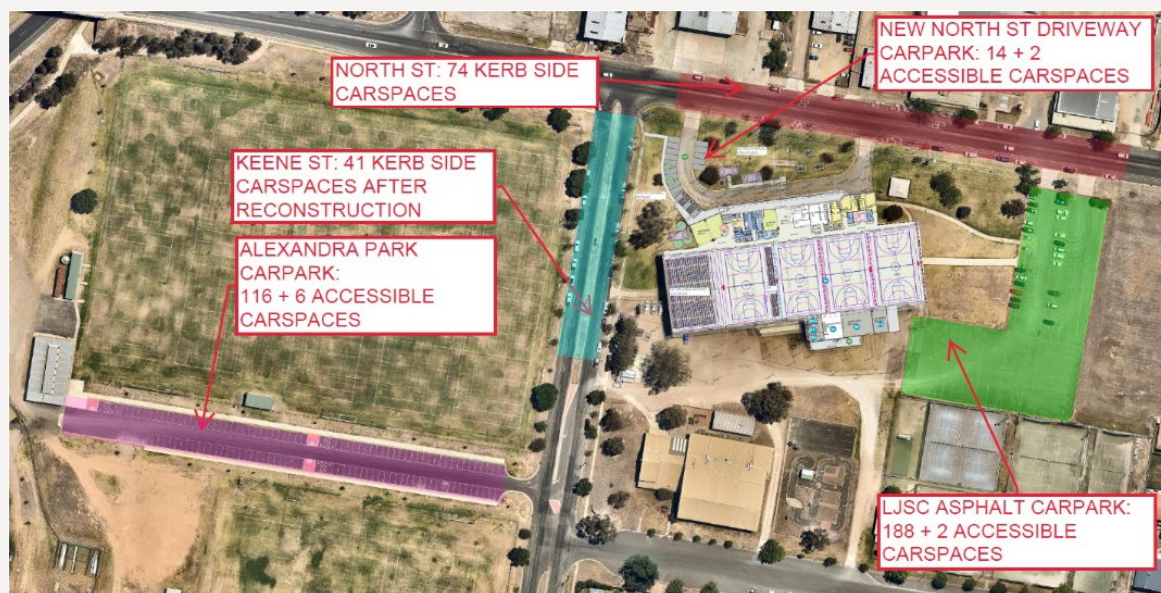 NEW NORTH ST DRIVEWAY
CARPARK: 14 + 2
ACCESSIBLE CARSPACES
NORTH ST: 74 KERB SIDE
CARSPACES
KEENE ST: 41 KERB SIDE
CARSPACES AFTER
RECONSTRUCTION
ALEXANDRA PARK
CARPARK:
116 + 6 ACCESSIBLE
CARSPACES
LJSC ASPHALT CARPARK:
188 + 2 ACCESSIBLE
CARSPACES